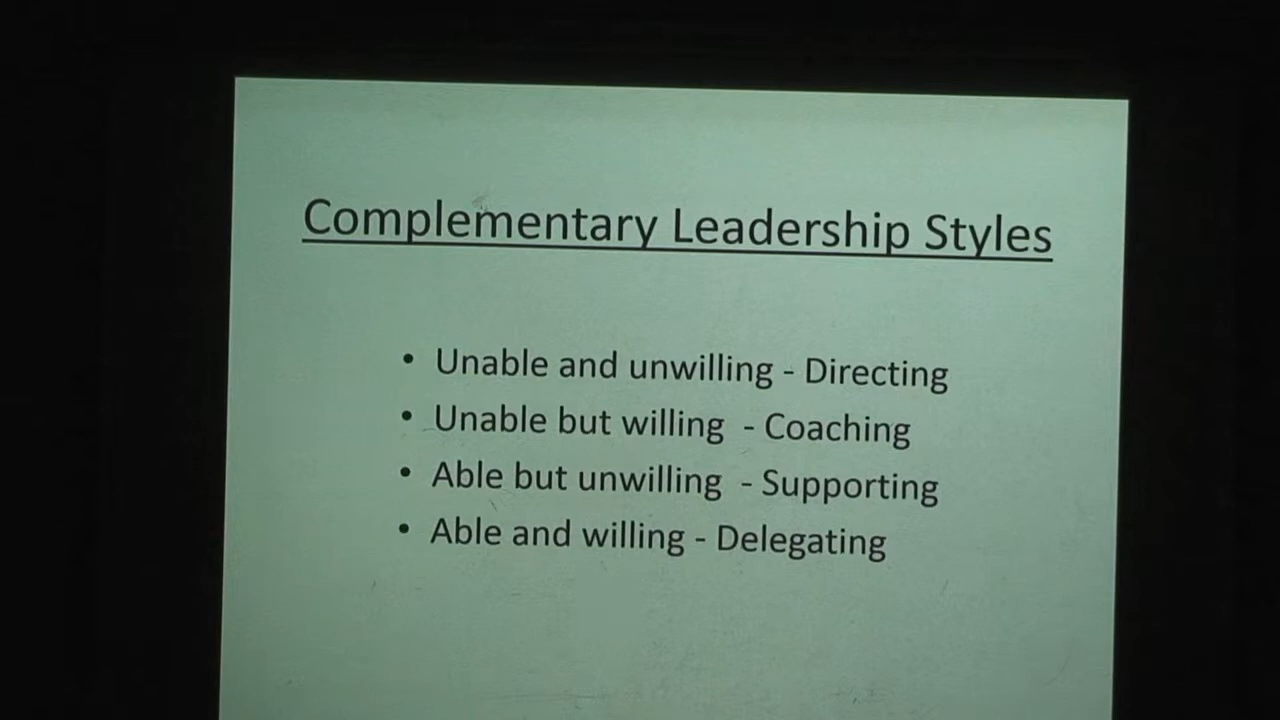 Complementary Leadership Styles
• Unable and unwilling - Directing
• Unable but willing - Coaching
• Able but unwilling - Supporting
• Able and willing - Delegating